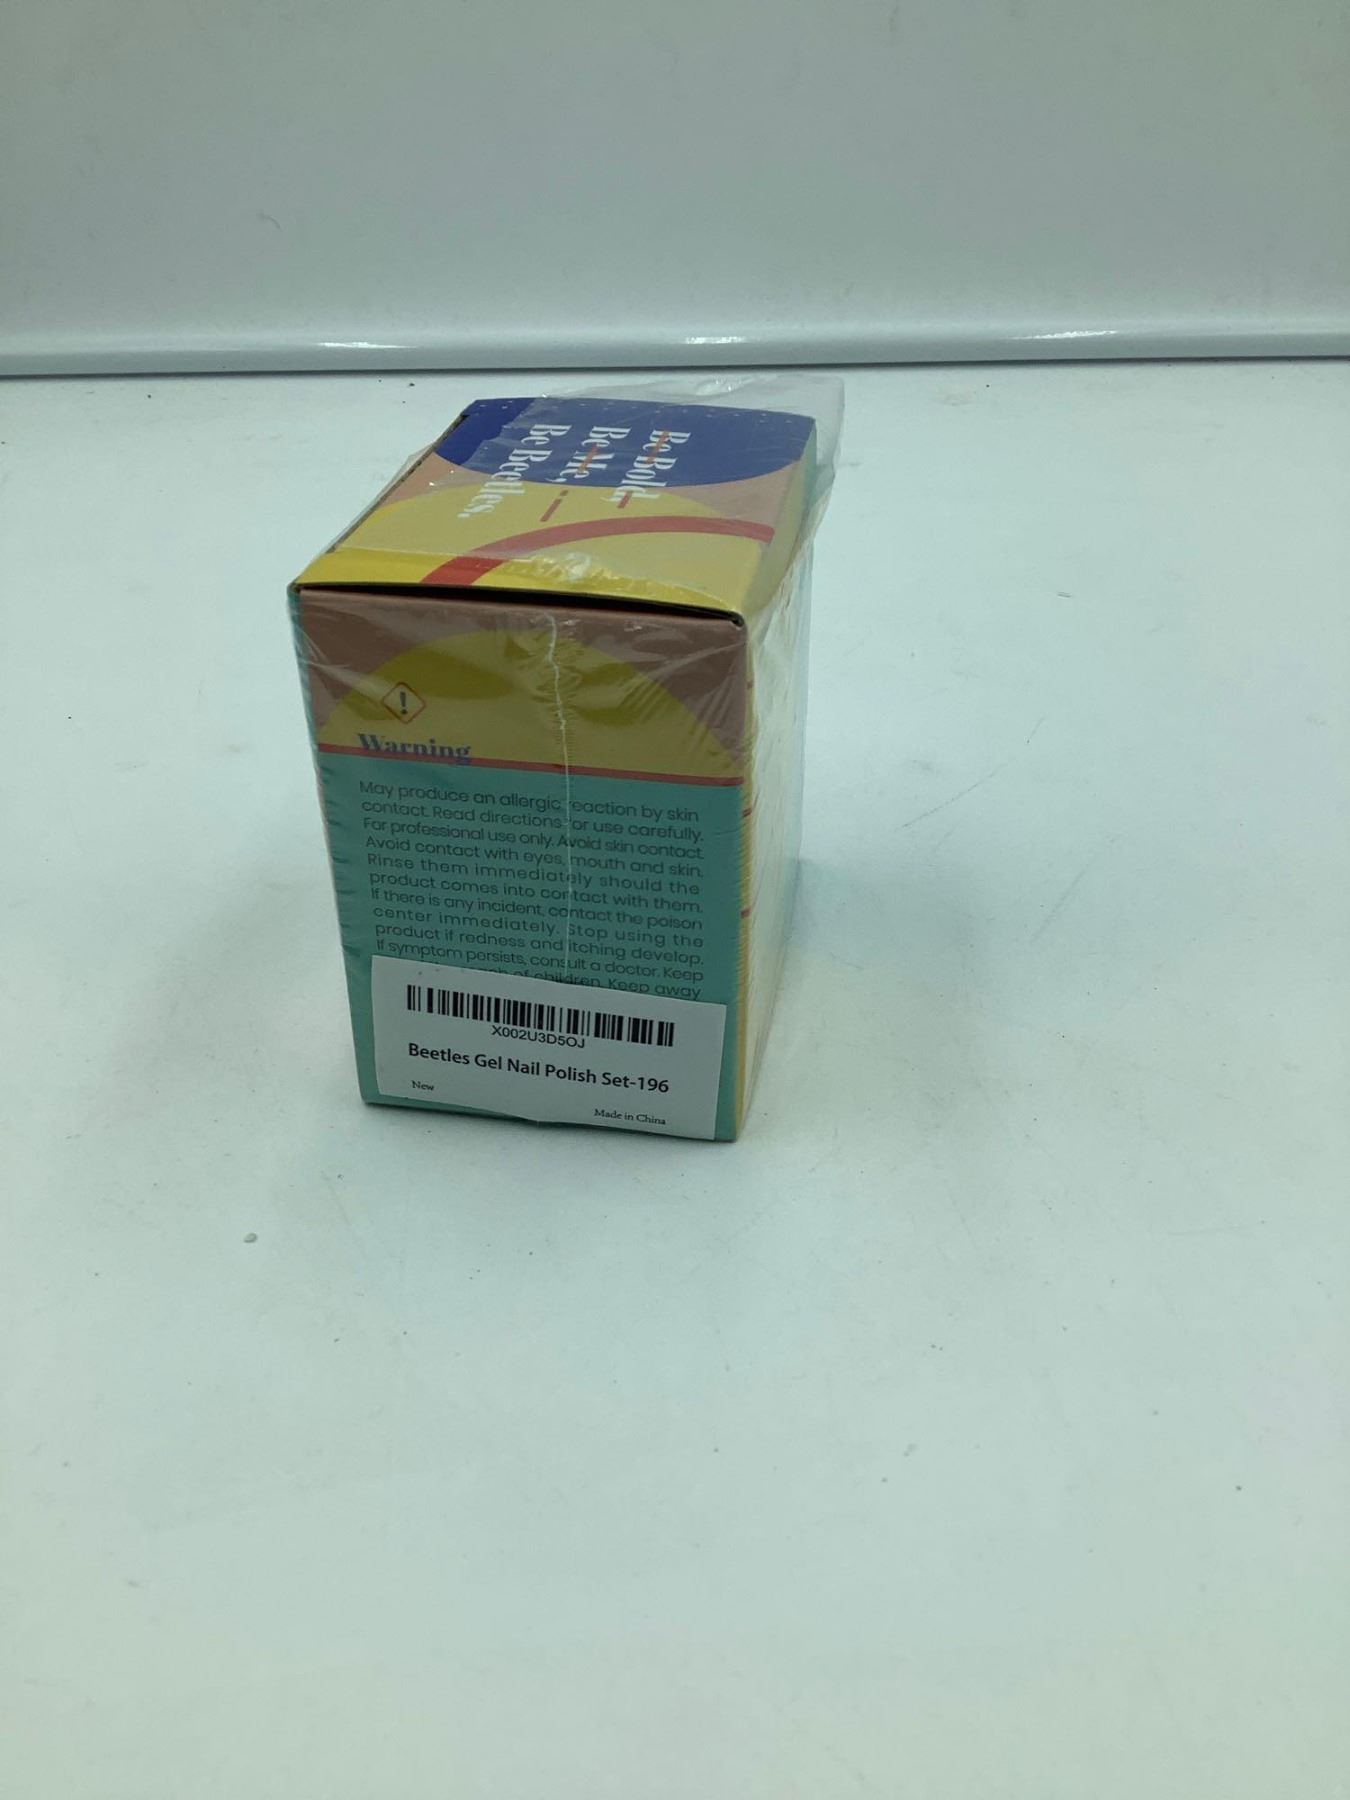 Be Bold,
Be Me,
Be Beetles.
Warning
May produce an allergic reaction by skin
contact. Read directions for use carefully.
For professional use only. Avoid skin contact.
Avoid contact with eyes, mouth and skin.
Rinse them immediately should the
product comes into contact with them.
If there is any incident, contact the poison
center immediately. Stop using the
product if redness and itching develop.
If symptom persists, consult a doctor. Keep
of children. Keep away
X002U3D5OJ
Beetles Gel Nail Polish Set-196
New
Made in China